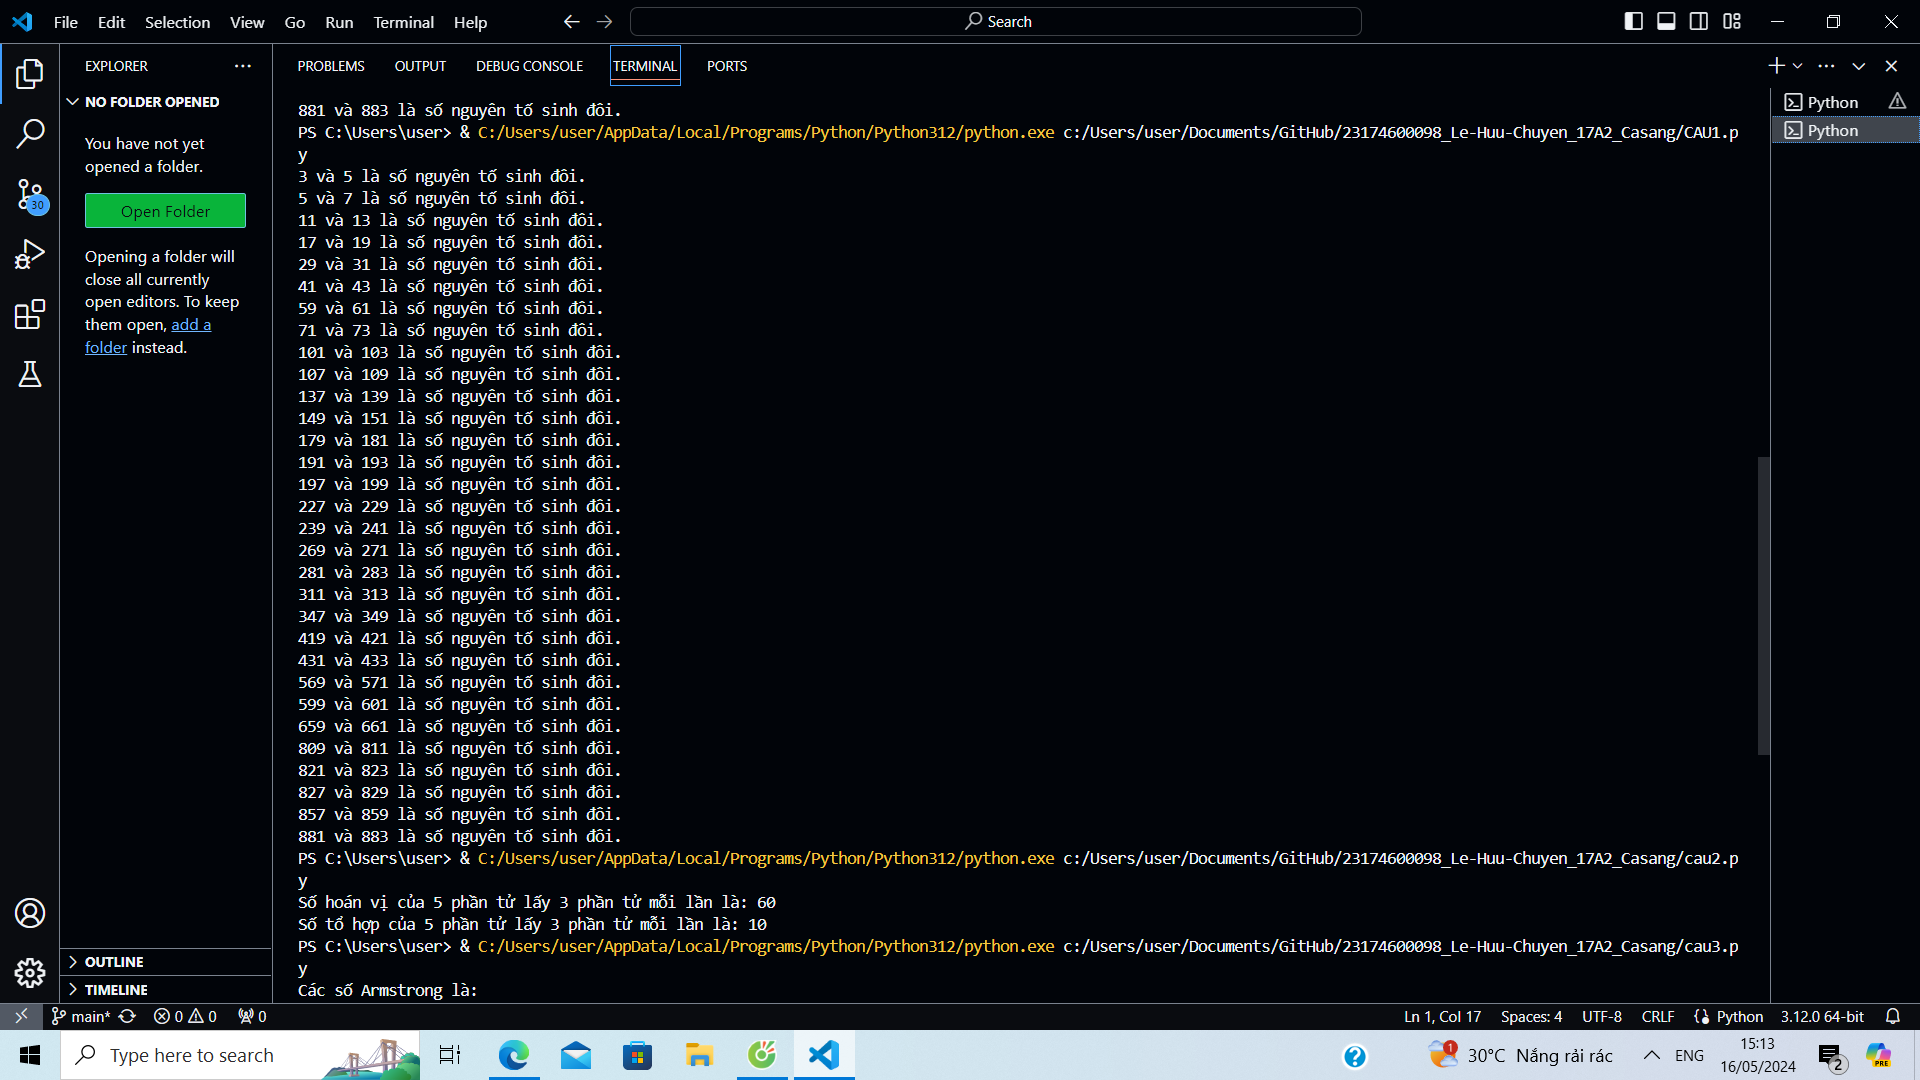 File Edit Selection View Go Run Terminal Help
Search
EXPLORER
NO FOLDER OPENED
You have not yet
opened a folder.
Open Folder
Opening a folder will
close all currently
open editors. To keep
them open, add a
folder instead.
30
OUTLINE
TIMELINE
PROBLEMS OUTPUT DEBUG CONSOLE TERMINAL PORTS
881 và 883 là số nguyên tố sinh đôi.
PS C:\Users\user> & C:/Users/user/AppData/Local/Programs/Python/Python312/python.exe c:/Users/user/Documents/GitHub/23174600098_Le-Huu-Chuyen_17A2_Casang/CAU1.p
y
3 và 5 là số nguyên tố sinh đôi.
5 và 7 là số nguyên tố sinh đôi.
11 và 13 là số nguyên tố sinh đôi.
17 và 19 là số nguyên tố sinh đôi.
29 và 31 là số nguyên tố sinh đôi.
41 và 43 là số nguyên tố sinh đôi.
59 và 61 là số nguyên tố sinh đôi.
71 và 73 là số nguyên tố sinh đôi.
101 và 103 là số nguyên tố sinh đôi.
107 và 109 là số nguyên tố sinh đôi.
137 và 139 là số nguyên tố sinh đôi.
149 và 151 là số nguyên tố sinh đôi.
179 và 181 là số nguyên tố sinh đôi.
191 và 193 là số nguyên tố sinh đôi.
197 và 199 là số nguyên tố sinh đôi.
227 và 229 là số nguyên tố sinh đôi.
239 và 241 là số nguyên tố sinh đôi.
269 và 271 là số nguyên tố sinh đôi.
281 và 283 là số nguyên tố sinh đôi.
311 và 313 là số nguyên tố sinh đôi.
347 và 349 là số nguyên tố sinh đôi.
419 và 421 là số nguyên tố sinh đôi.
431 và 433 là số nguyên tố sinh đôi.
569 và 571 là số nguyên tố sinh đôi.
599 và 601 là số nguyên tố sinh đôi.
659 và 661 là số nguyên tố sinh đôi.
809 và 811 là số nguyên tố sinh đôi.
821 và 823 là số nguyên tố sinh đôi.
827 và 829 là số nguyên tố sinh đôi.
857 và 859 là số nguyên tố sinh đôi.
881 và 883 là số nguyên tố sinh đôi.
PS C:\Users\user> & C:/Users/user/AppData/Local/Programs/Python/Python312/python.exe c:/Users/user/Documents/GitHub/23174600098_Le-Huu-Chuyen_17A2_Casang/cau2.p
y
Số hoán vị của 5 phần tử lấy 3 phần tử mỗi lần là: 60
Số tổ hợp của 5 phần tử lấy 3 phần tử mỗi lần là: 10
PS C:\Users\user> & C:/Users/user/AppData/Local/Programs/Python/Python312/python.exe c:/Users/user/Documents/GitHub/23174600098_Le-Huu-Chuyen_17A2_Casang/cau3.p
y
Các số Armstrong là:
Python
Python
main* 0 0 0
Ln 1, Col 17 Spaces: 4 UTF-8 CRLF Python 3.12.0 64-bit
Type here to search
1 30°C Nắng rải rác ENG
15:13
16/05/2024
2
PRE